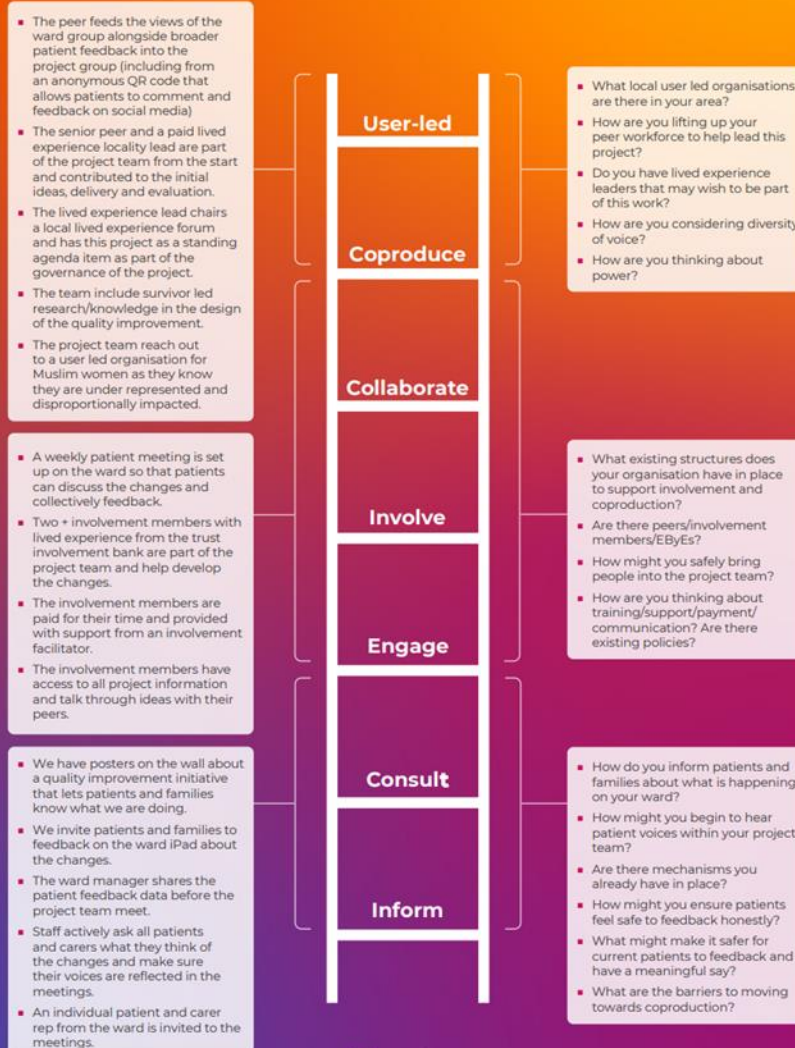 ▪ The peer feeds the views of the
ward group alongside broader
patient feedback into the
project group (including from
an anonymous QR code that
allows patients to comment and
feedback on social media)
▪ The senior peer and a paid lived
experience locality lead are part
of the project team from the start
and contributed to the initial
ideas, delivery and evaluation.
▪ The lived experience lead chairs
a local lived experience forum
and has this project as a standing
agenda item as part of the
governance of the project.
▪ The team include survivor led
research/knowledge in the design
of the quality improvement.
▪ The project team reach out
to a user led organisation for
Muslim women as they know
they are under represented and
disproportionally impacted.
User-led
Coproduce
▪ What local user led organisations
are there in your area?
▪ How are you lifting up your
peer workforce to help lead this
project?
▪ Do you have lived experience
leaders that may wish to be part
of this work?
▪ How are you considering diversity
of voice?
▪ How are you thinking about
power?
▪ A weekly patient meeting is set
up on the ward so that patients
can discuss the changes and
collectively feedback.
▪ Two + involvement members with
lived experience from the trust
involvement bank are part of the
project team and help develop
the changes.
▪ The involvement members are
paid for their time and provided
with support from an involvement
facilitator.
▪ The involvement members have
access to all project information
and talk through ideas with their
peers.
Collaborate
Involve
Engage
▪ What existing structures does
your organisation have in place
to support involvement and
coproduction?
▪ Are there peers/involvement
members/EByEs?
▪ How might you safely bring
people into the project team?
▪ How are you thinking about
training/support/payment/
communication? Are there
existing policies?
▪ We have posters on the wall about
a quality improvement initiative
that lets patients and families
know what we are doing.
▪ We invite patients and families to
feedback on the ward iPad about
the changes.
▪ The ward manager shares the
patient feedback data before the
project team meet.
▪ Staff actively ask all patients
and carers what they think of
the changes and make sure
their voices are reflected in the
meetings.
▪ An individual patient and carer
rep from the ward is invited to the
meetings.
Consult
Inform
▪ How do you inform patients and
families about what is happening
on your ward?
▪ How might you begin to hear
patient voices within your project
team?
▪ Are there mechanisms you
already have in place?
▪ How might you ensure patients
feel safe to feedback honestly?
▪ What might make it safer for
current patients to feedback and
have a meaningful say?
▪ What are the barriers to moving
towards coproduction?